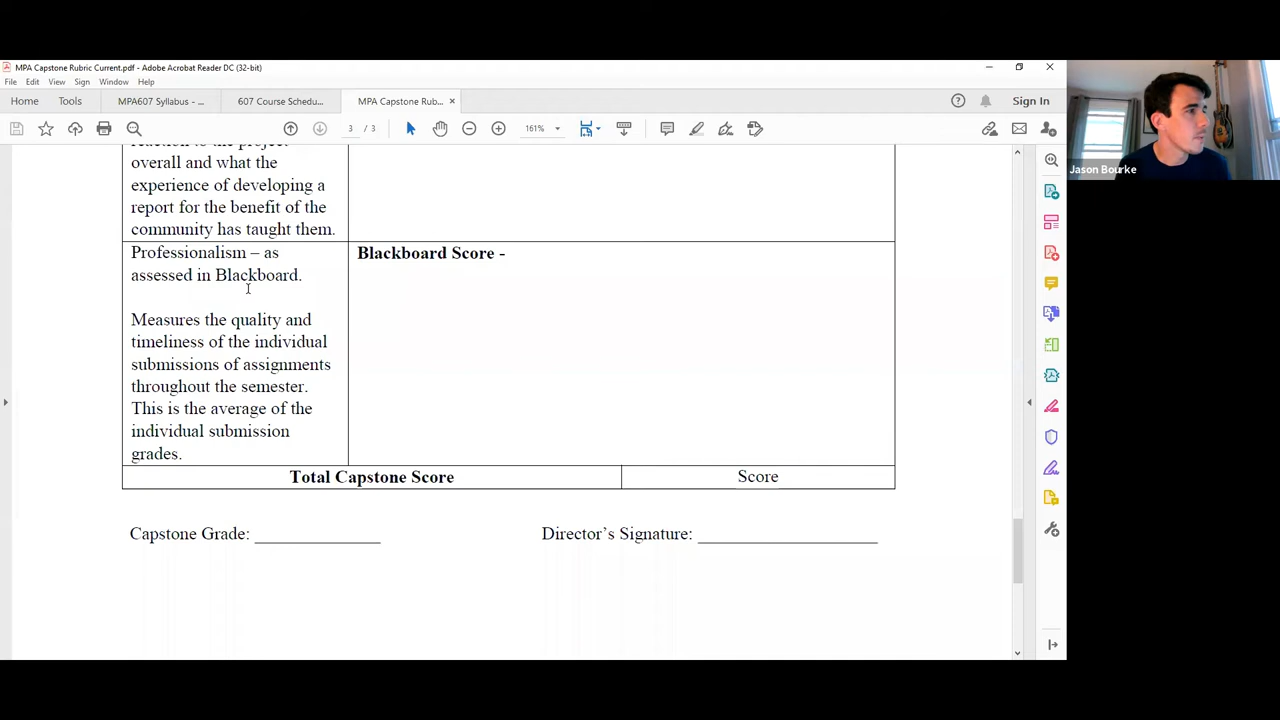 MPA Capstone Rubric Current.pdf - Adobe Acrobat Reader DC (32-bit)
File Edit View Sign Window Help
Home Tools MPA607 Syllabus - ... 607 Course Schedu... MPA Capstone Rub... × Sign In
3 / 3 161%
reaction to the project
overall and what the
experience of developing a
report for the benefit of the
community has taught them.
Professionalism – as
assessed in Blackboard.
Measures the quality and
timeliness of the individual
submissions of assignments
throughout the semester.
This is the average of the
individual submission
grades.
Blackboard Score -
Total Capstone Score Score
Capstone Grade: ______________ Director's Signature: ____________________
Jason Bourke